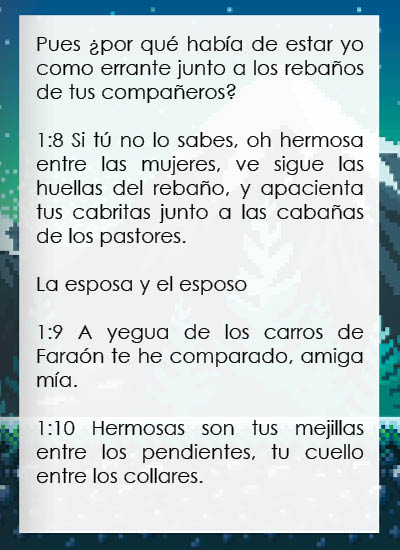 Pues ¿por qué había de estar yo
como errante junto a los rebaños
de tus compañeros?
1:8 Si tú no lo sabes, oh hermosa
entre las mujeres, ve sigue las
huellas del rebaño, y apacienta
tus cabritas junto a las cabañas
de los pastores.
La esposa y el esposo
1:9 A yegua de los carros de
Faraón te he comparado, amiga
mía.
1:10 Hermosas son tus mejillas
entre los pendientes, tu cuello
entre los collares.